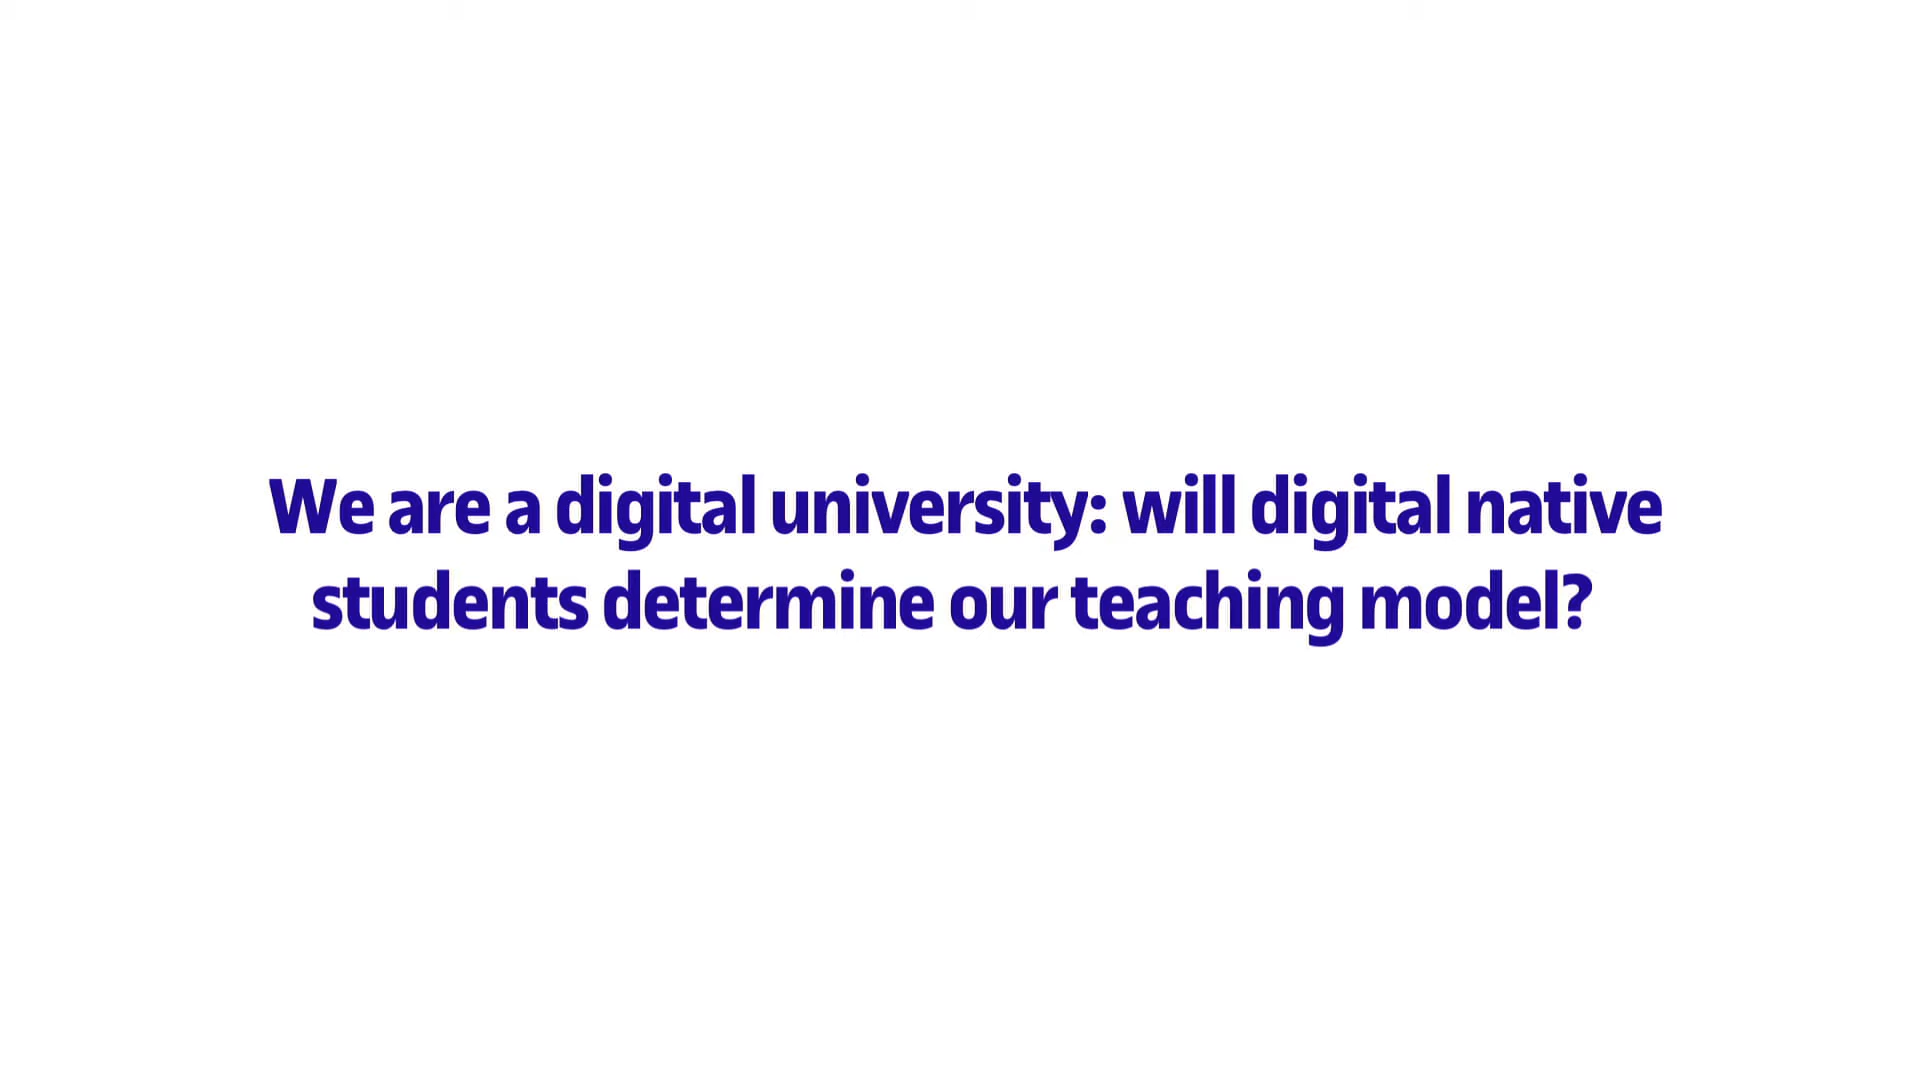 We are a digital university: will digital native
students determine our teaching model?